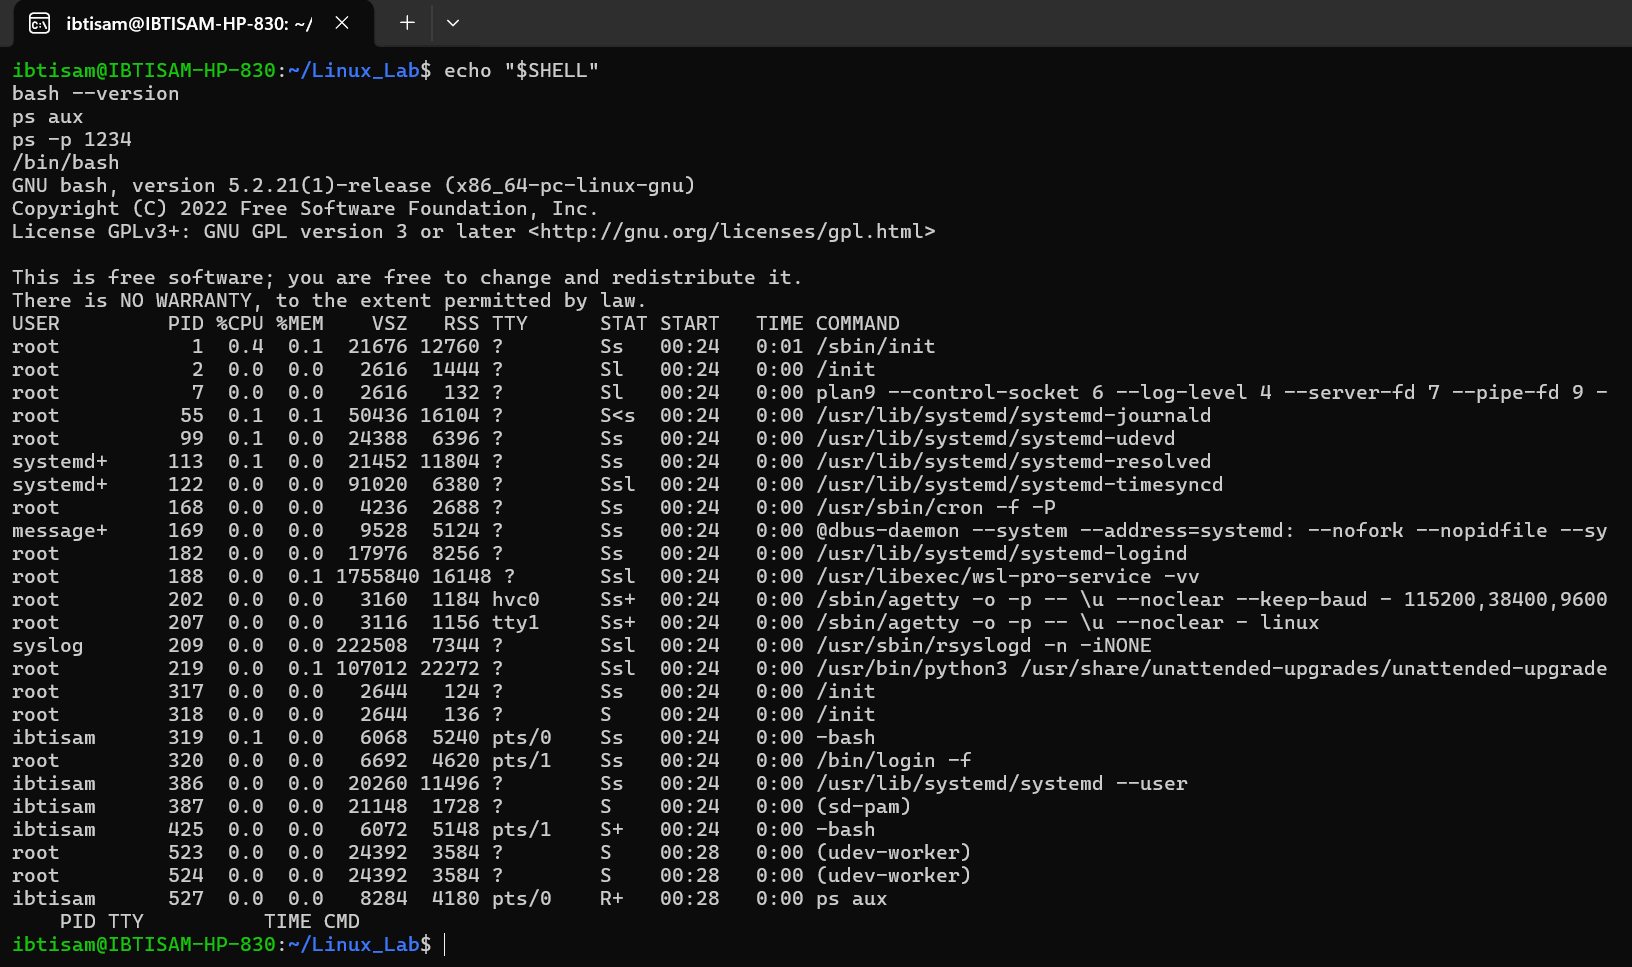 ibtisam@IBTISAM-HP-830: ~/
ibtisam@IBTISAM-HP-830:~/Linux_Lab$ echo "$SHELL"
bash --version
ps aux
ps -p 1234
/bin/bash
GNU bash, version 5.2.21(1)-release (x86_64-pc-linux-gnu)
Copyright (C) 2022 Free Software Foundation, Inc.
License GPLv3+: GNU GPL version 3 or later <http://gnu.org/licenses/gpl.html>

This is free software; you are free to change and redistribute it.
There is NO WARRANTY, to the extent permitted by law.
USER         PID %CPU %MEM    VSZ   RSS TTY      STAT START   TIME COMMAND
root           1  0.4  0.1  21676 12760 ?        Ss   00:24   0:01 /sbin/init
root           2  0.0  0.0   2616  1444 ?        Sl   00:24   0:00 /init
root           7  0.0  0.0   2616   132 ?        Sl   00:24   0:00 plan9 --control-socket 6 --log-level 4 --server-fd 7 --pipe-fd 9 -
root          55  0.1  0.1  50436 16104 ?        S<s  00:24   0:00 /usr/lib/systemd/systemd-journald
root          99  0.1  0.0  24388  6396 ?        Ss   00:24   0:00 /usr/lib/systemd/systemd-udevd
systemd+     113  0.1  0.0  21452 11804 ?        Ss   00:24   0:00 /usr/lib/systemd/systemd-resolved
systemd+     122  0.0  0.0  91020  6380 ?        Ssl  00:24   0:00 /usr/lib/systemd/systemd-timesyncd
root         168  0.0  0.0   4236  2688 ?        Ss   00:24   0:00 /usr/sbin/cron -f -P
message+     169  0.0  0.0   9528  5124 ?        Ss   00:24   0:00 @dbus-daemon --system --address=systemd: --nofork --nopidfile --sy
root         182  0.0  0.0  17976  8256 ?        Ss   00:24   0:00 /usr/lib/systemd/systemd-logind
root         188  0.0  0.1 1755840 16148 ?       Ssl  00:24   0:00 /usr/libexec/wsl-pro-service -vv
root         202  0.0  0.0   3160  1184 hvc0     Ss+  00:24   0:00 /sbin/agetty -o -p -- \u --noclear --keep-baud - 115200,38400,9600
root         207  0.0  0.0   3116  1156 tty1     Ss+  00:24   0:00 /sbin/agetty -o -p -- \u --noclear - linux
syslog       209  0.0  0.0 222508  7344 ?        Ssl  00:24   0:00 /usr/sbin/rsyslogd -n -iNONE
root         219  0.0  0.1 107012 22272 ?        Ssl  00:24   0:00 /usr/bin/python3 /usr/share/unattended-upgrades/unattended-upgrade
root         317  0.0  0.0   2644   124 ?        Ss   00:24   0:00 /init
root         318  0.0  0.0   2644   136 ?        S    00:24   0:00 /init
ibtisam      319  0.1  0.0   6068  5240 pts/0    Ss   00:24   0:00 -bash
root         320  0.0  0.0   6692  4620 pts/1    Ss   00:24   0:00 /bin/login -f
ibtisam      386  0.0  0.0  20260 11496 ?        Ss   00:24   0:00 /usr/lib/systemd/systemd --user
ibtisam      387  0.0  0.0  21148  1728 ?        S    00:24   0:00 (sd-pam)
ibtisam      425  0.0  0.0   6072  5148 pts/1    S+   00:24   0:00 -bash
root         523  0.0  0.0  24392  3584 ?        S    00:28   0:00 (udev-worker)
root         524  0.0  0.0  24392  3584 ?        S    00:28   0:00 (udev-worker)
ibtisam      527  0.0  0.0   8284  4180 pts/0    R+   00:28   0:00 ps aux
    PID TTY          TIME CMD
ibtisam@IBTISAM-HP-830:~/Linux_Lab$